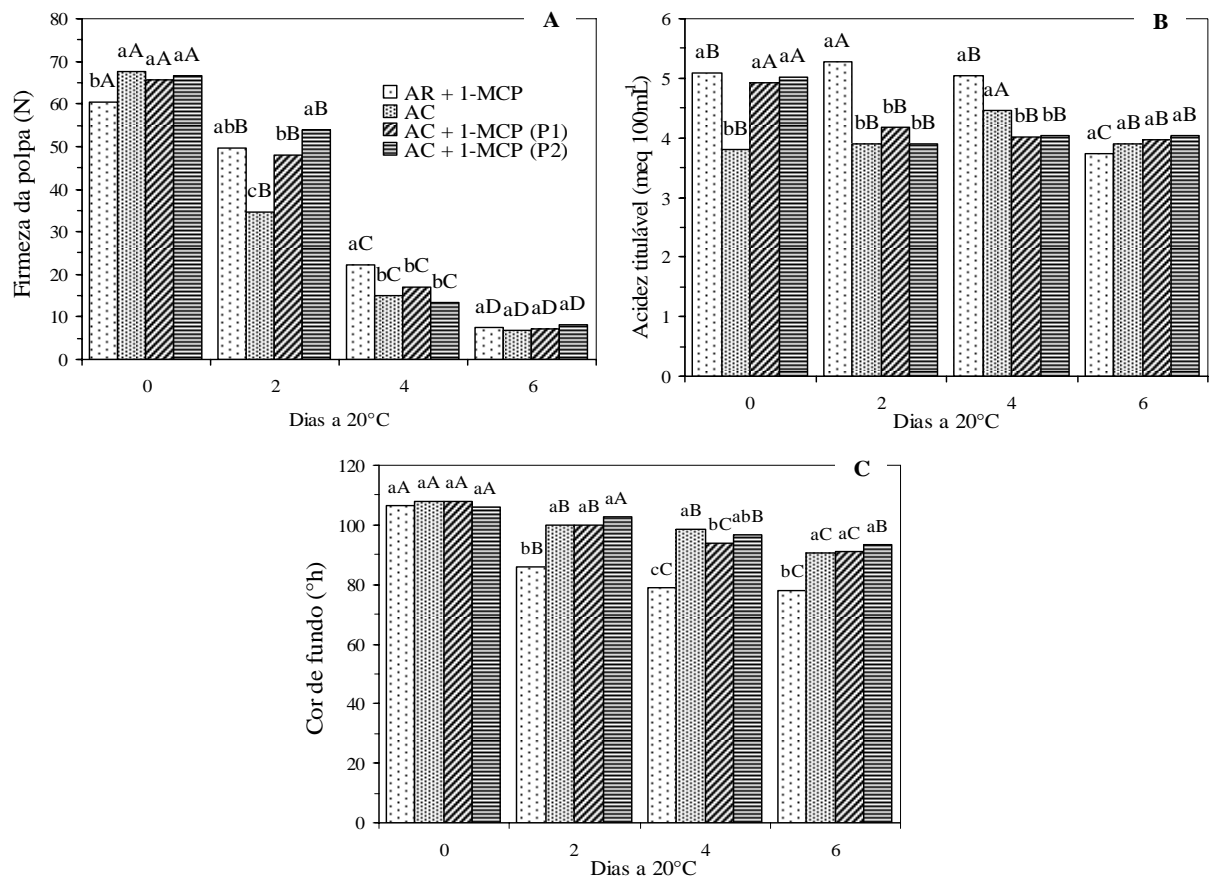 A
Firmeza da polpa (N)
80
70
60
50
40
30
20
10
0
bA aA aA aA
abB cB bB aB
aC bC bC bC
aD aD aD aD
AR + 1-MCP
AC
AC + 1-MCP (P1)
AC + 1-MCP (P2)
0 2 4 6
Dias a 20°C
B
Acidez titulável (meq 100mL⁻¹)
6
5
4
3
2
1
0
aB bB aA aA
aA bB bB bB
aB aA bB bB
aC aB aB aB
0 2 4 6
Dias a 20°C
C
Cor de fundo (°h)
120
100
80
60
40
20
0
aA aA aA aA
bB aB aB aA
cC aB bC abB
bC aC aC aB
0 2 4 6
Dias a 20°C